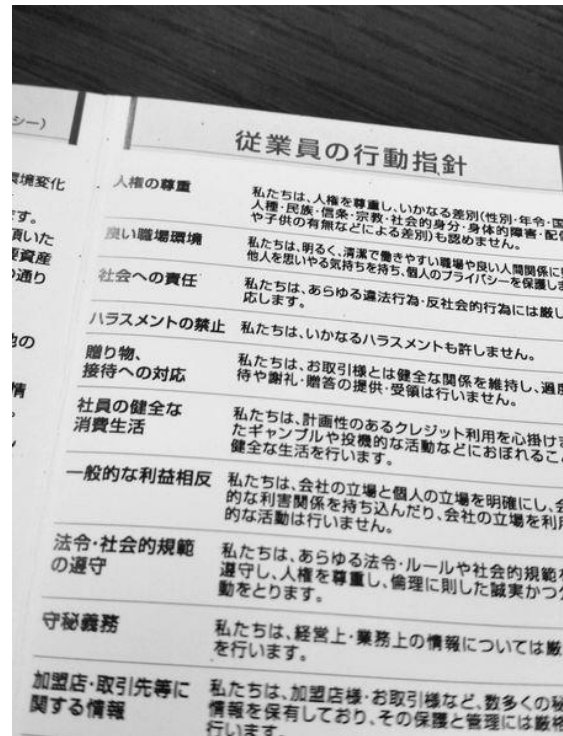 シー)
環境変化
す。
頂いた
要資産
通り
他の
情
従業員の行動指針
人権の尊重
私たちは、人権を尊重し、いかなる差別(性別・年令・国
人種・民族・信条・宗教・社会的身分・身体的障害・配偶
や子供の有無などによる差別)も認めません。
良い職場環境
私たちは、明るく、清潔で働きやすい職場や良い人間関係に
他人を思いやる気持ちを持ち、個人のプライバシーを保護しま
社会への責任
私たちは、あらゆる違法行為・反社会的行為には厳し
応します。
ハラスメントの禁止
私たちは、いかなるハラスメントも許しません。
贈り物、
接待への対応
私たちは、お取引様とは健全な関係を維持し、過度
待や謝礼・贈答の提供・受領は行いません。
社員の健全な
消費生活
私たちは、計画性のあるクレジット利用を心掛けま
たギャンブルや投機的な活動などにおぼれるこ
健全な生活を行います。
一般的な利益相反
私たちは、会社の立場と個人の立場を明確にし、会
的な利害関係を持ち込んだり、会社の立場を利用
的な活動は行いません。
法令・社会的規範
の遵守
私たちは、あらゆる法令・ルールや社会的規範を
遵守し、人権を尊重し、倫理に則した誠実かつ公
動をとります。
守秘義務
私たちは、経営上・業務上の情報については厳
を行います。
加盟店・取引先等に
関する情報
私たちは、加盟店様・お取引様など、数多くの秘
情報を保有しており、その保護と管理には厳格
行います。